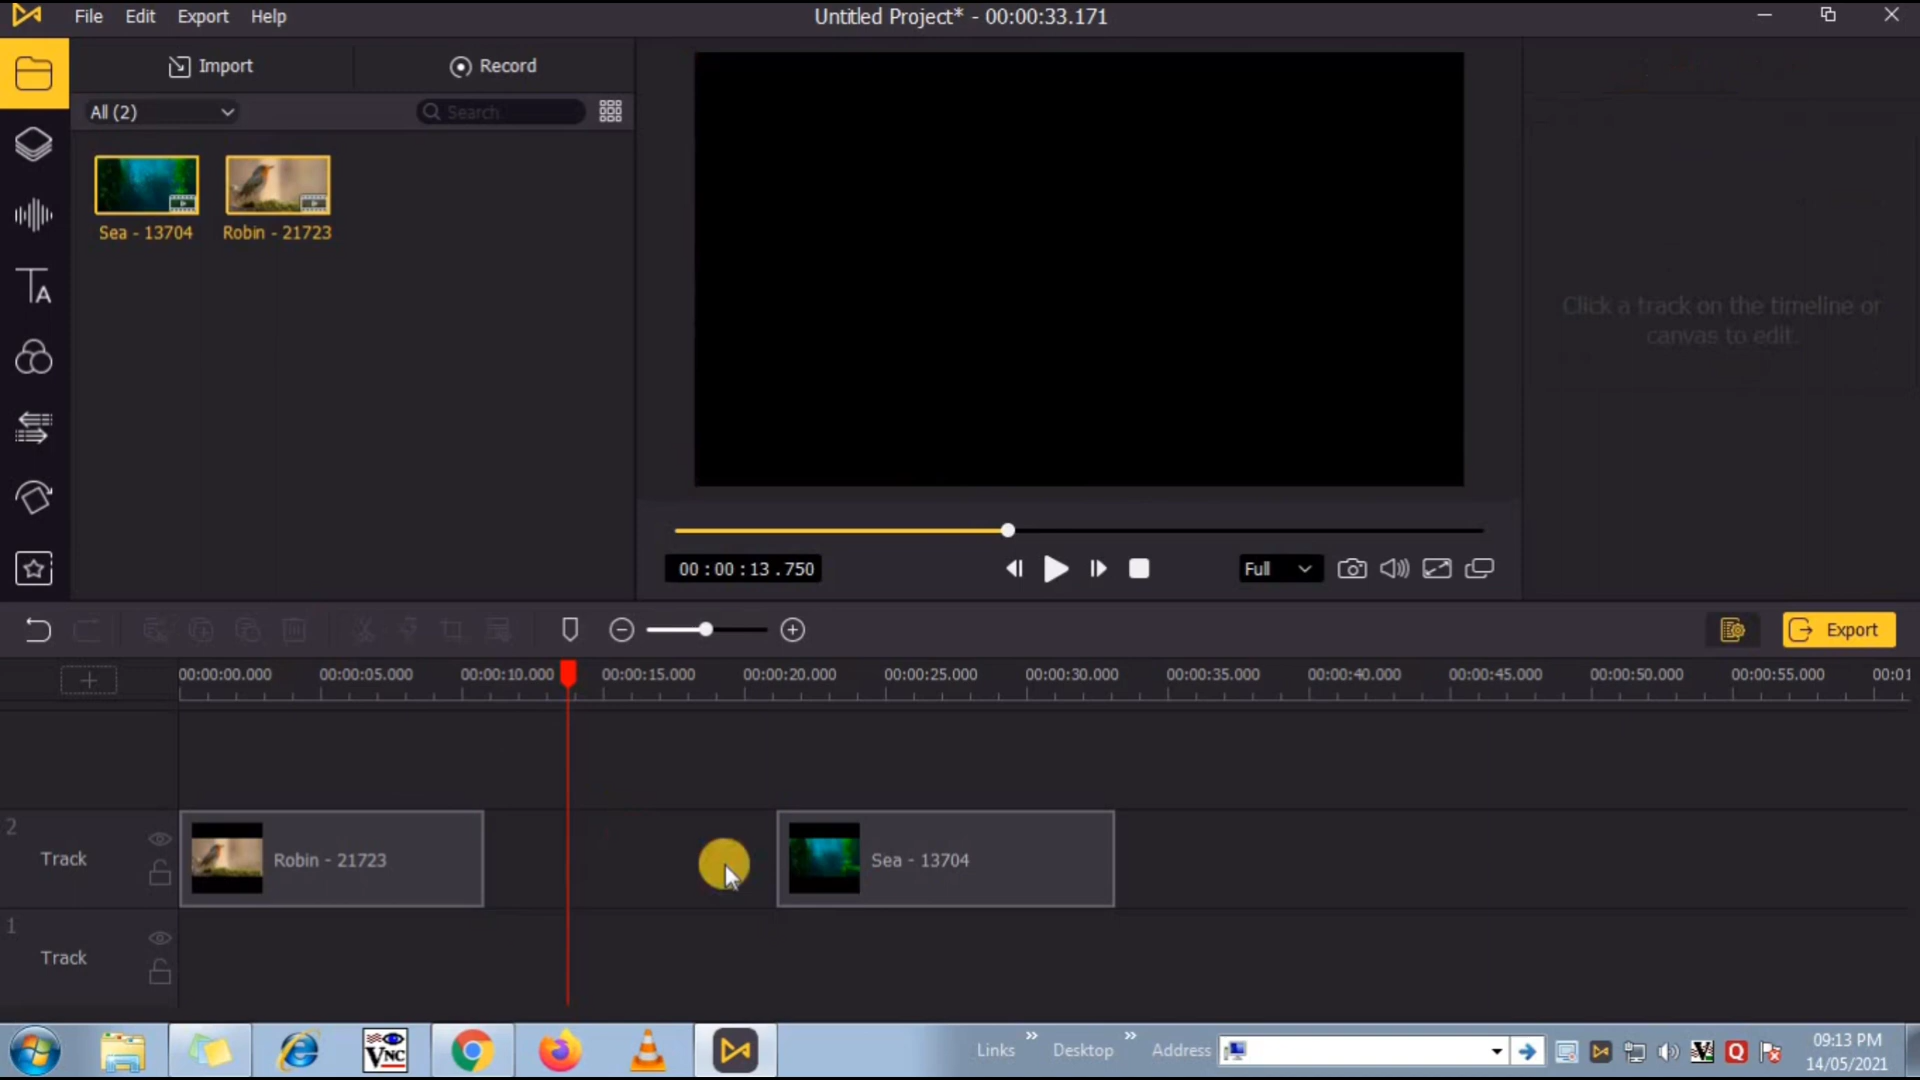 File Edit Export Help
Untitled Project* - 00:00:33.171
Import
Record
All (2)
Search
Sea - 13704
Robin - 21723
Click a track on the timeline or
canvas to edit.
00 : 00 : 13 . 750
Full
Export
00:00:00.000 00:00:05.000 00:00:10.000 00:00:15.000 00:00:20.000 00:00:25.000 00:00:30.000 00:00:35.000 00:00:40.000 00:00:45.000 00:00:50.000 00:00:55.000 00:01
2
Track
Robin - 21723
Sea - 13704
1
Track
VNC
Links » Desktop » Address
09:13 PM
14/05/2021